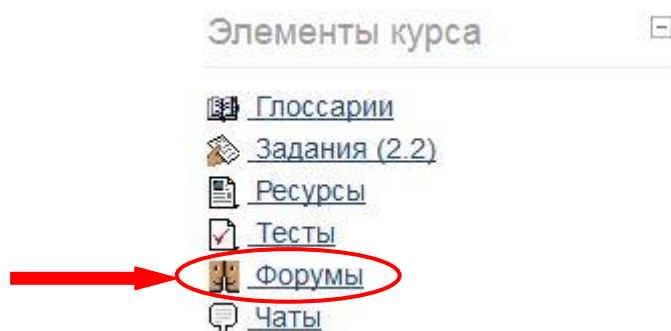 Элементы курса
Глоссарии
Задания (2.2)
Ресурсы
Тесты
Форумы
Чаты